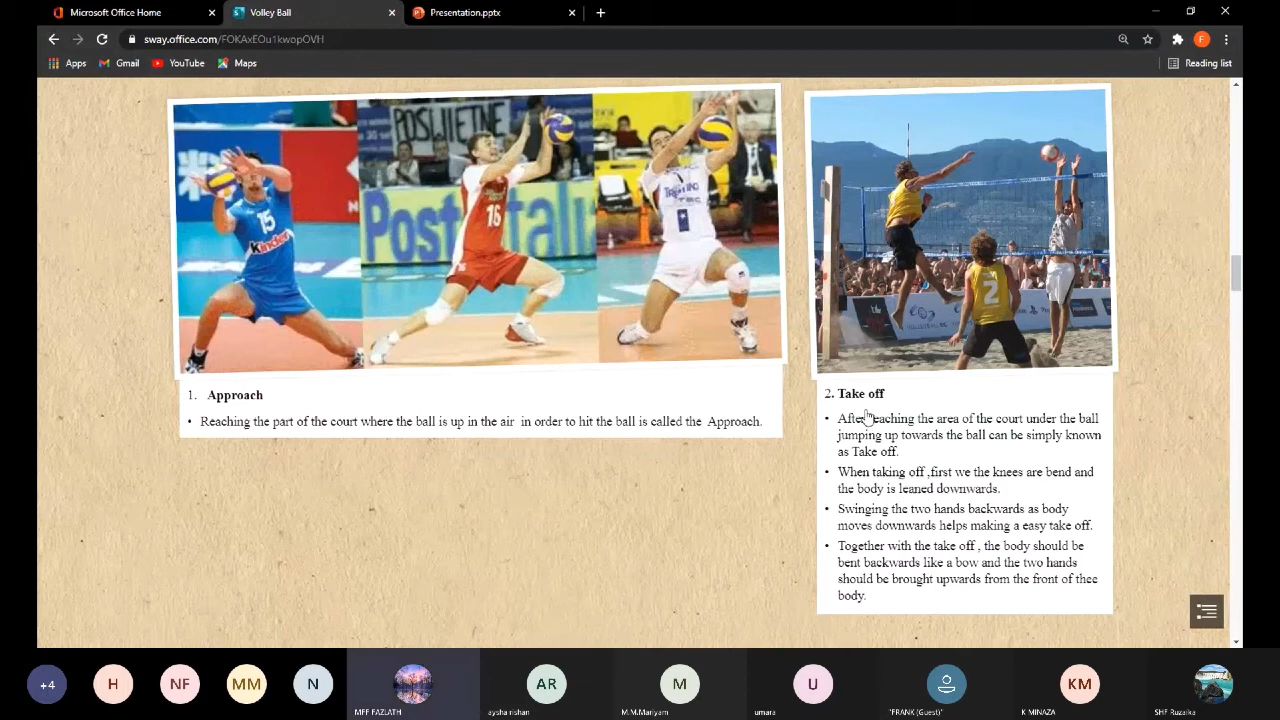 Microsoft Office Home
Volley Ball
Presentation.pptx
sway.office.com/FOKAxEOu1kwopOVH
F
Apps
Gmail
YouTube
Maps
Reading list
15
Kinder
POSLJIETNE
16
2
1. Approach
• Reaching the part of the court where the ball is up in the air in order to hit the ball is called the Approach.
2. Take off
• After reaching the area of the court under the ball
jumping up towards the ball can be simply known
as Take off.
• When taking off ,first we the knees are bend and
the body is leaned downwards.
• Swinging the two hands backwards as body
moves downwards helps making a easy take off.
• Together with the take off , the body should be
bent backwards like a bow and the two hands
should be brought upwards from the front of thee
body.
+4
H
NF
MM
N
MFF FAZLATH
AR
aysha rishan
M
M.M.Mariyam
U
umara
"FRANK (Guest)"
KM
K MINAZA
SHF Ruzaika